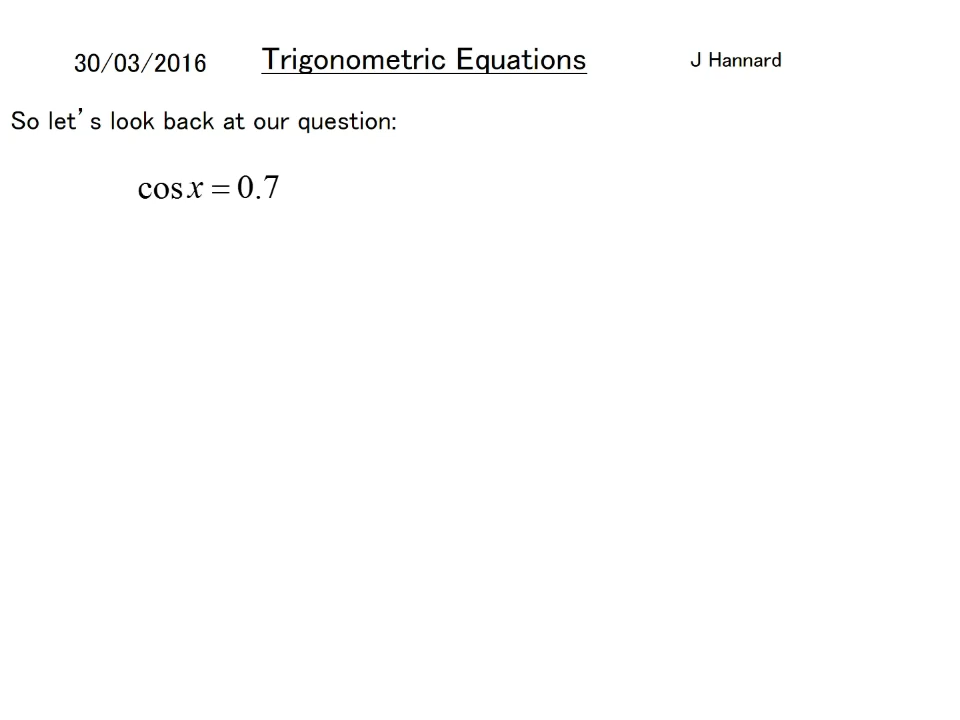 30/03/2016 Trigonometric Equations J Hannard
So let's look back at our question:
cos x = 0.7